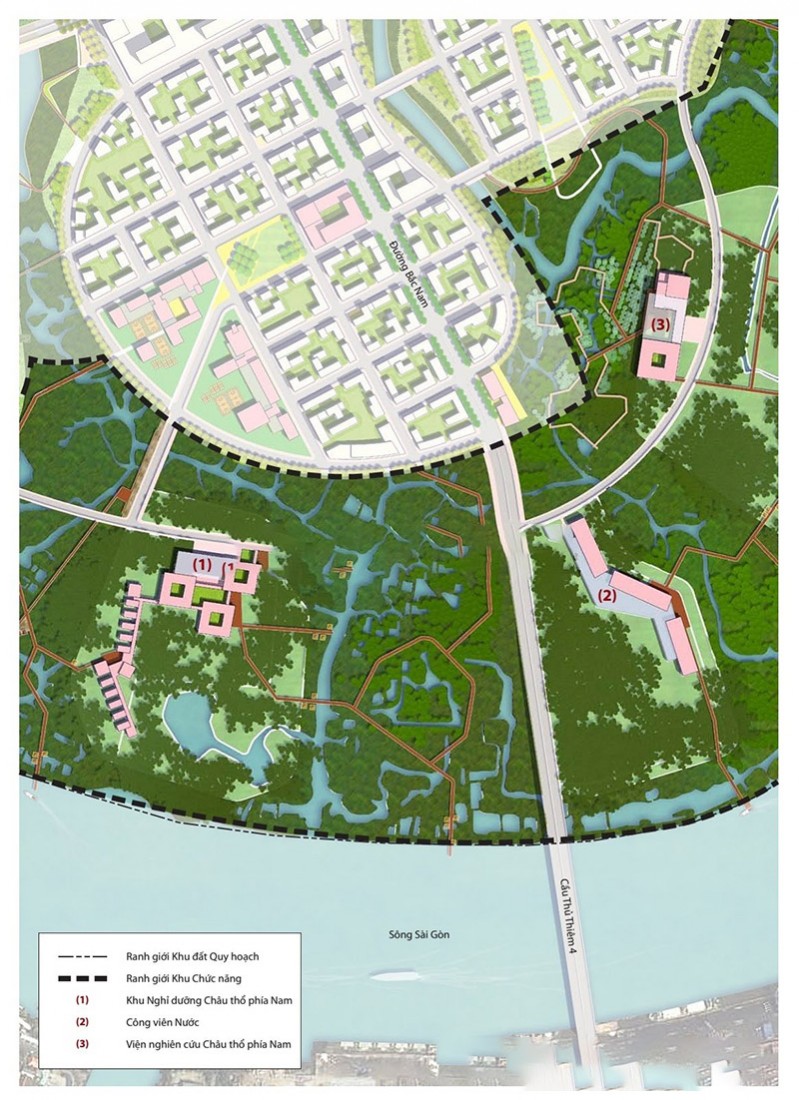 Đường Bắc Nam
(3)
(1)
(1
(2)
Cầu Thủ Thiêm 4
Sông Sài Gòn
Ranh giới Khu đất Quy hoạch
Ranh giới Khu Chức năng
(1) Khu Nghỉ dưỡng Châu thổ phía Nam
(2) Công viên Nước
(3) Viện nghiên cứu Châu thổ phía Nam